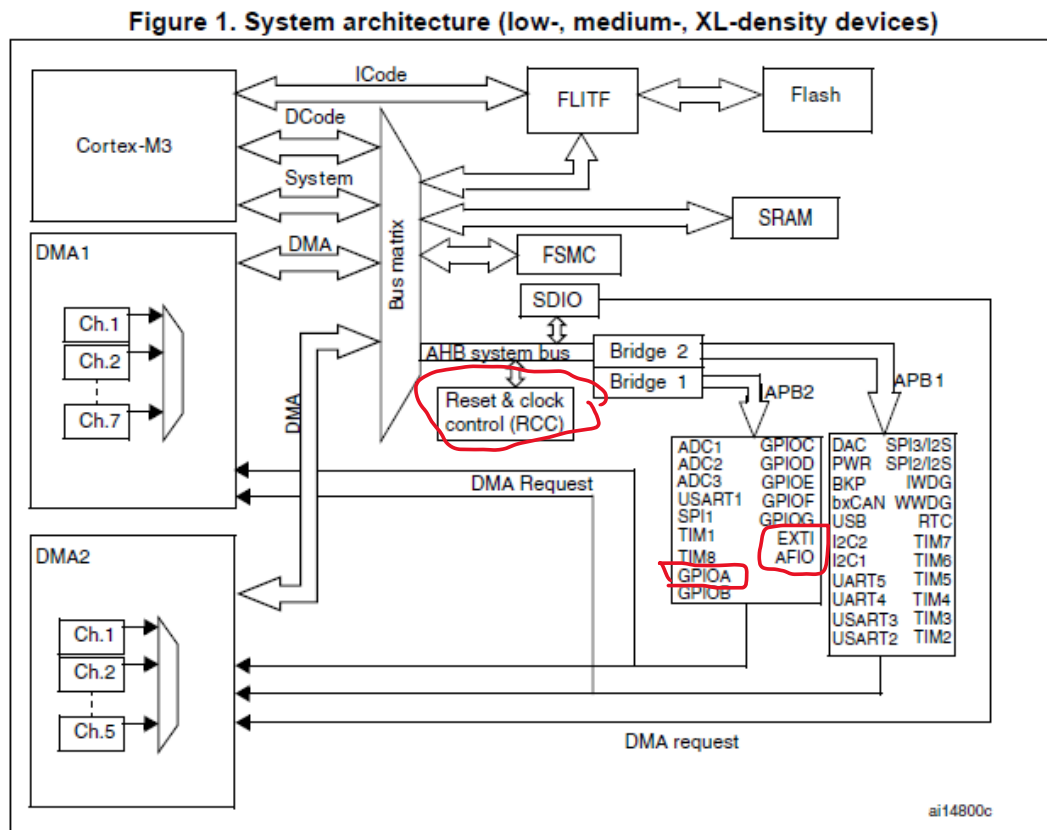 Figure 1. System architecture (low-, medium-, XL-density devices)
ICode
Cortex-M3
FLITF
Flash
DCode
System
SRAM
DMA1
DMA
Bus matrix
FSMC
SDIO
Ch.1
Ch.2
Ch.7
AHB system bus
Bridge 2
Bridge 1
APB2
APB1
Reset & clock
control (RCC)
DMA
ADC1 GPIOC
ADC2 GPIOD
ADC3 GPIOE
USART1 GPIOF
SPI1 GPIOG
TIM1 EXTI
TIM8 AFIO
GPIOA
GPIOB
DAC SPI3/I2S
PWR SPI2/I2S
BKP IWDG
bxCAN WWDG
USB RTC
I2C2 TIM7
I2C1 TIM6
UART5 TIM5
UART4 TIM4
USART3 TIM3
USART2 TIM2
DMA Request
DMA2
Ch.1
Ch.2
Ch.5
DMA request
ai14800c